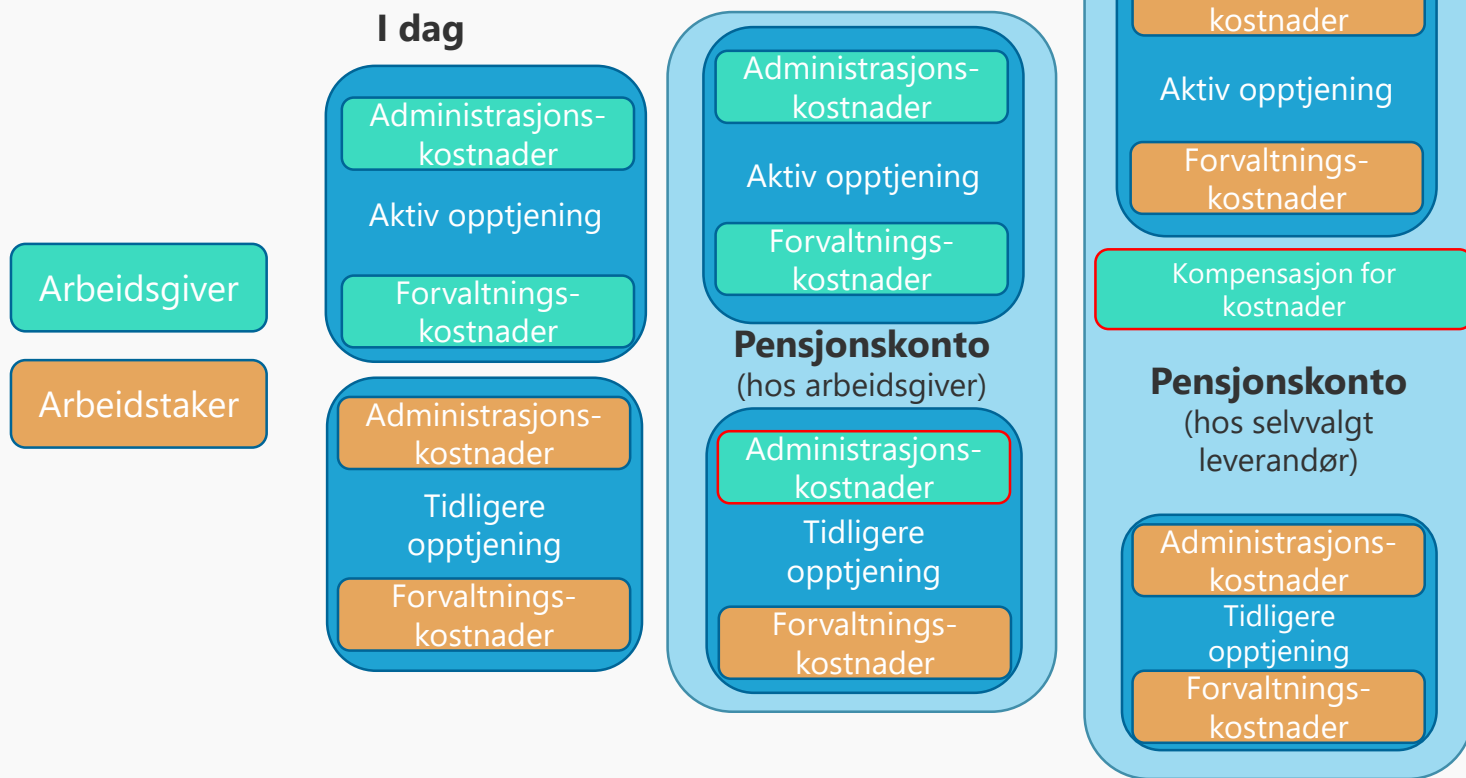 Arbeidsgiver
Arbeidstaker
I dag
Administrasjons-
kostnader
Aktiv opptjening
Forvaltnings-
kostnader
Administrasjons-
kostnader
Tidligere
opptjening
Forvaltnings-
kostnader
Administrasjons-
kostnader
Aktiv opptjening
Forvaltnings-
kostnader
Pensjonskonto
(hos arbeidsgiver)
Administrasjons-
kostnader
Tidligere
opptjening
Forvaltnings-
kostnader
kostnader
Aktiv opptjening
Forvaltnings-
kostnader
Kompensasjon for
kostnader
Pensjonskonto
(hos selvvalgt
leverandør)
Administrasjons-
kostnader
Tidligere
opptjening
Forvaltnings-
kostnader